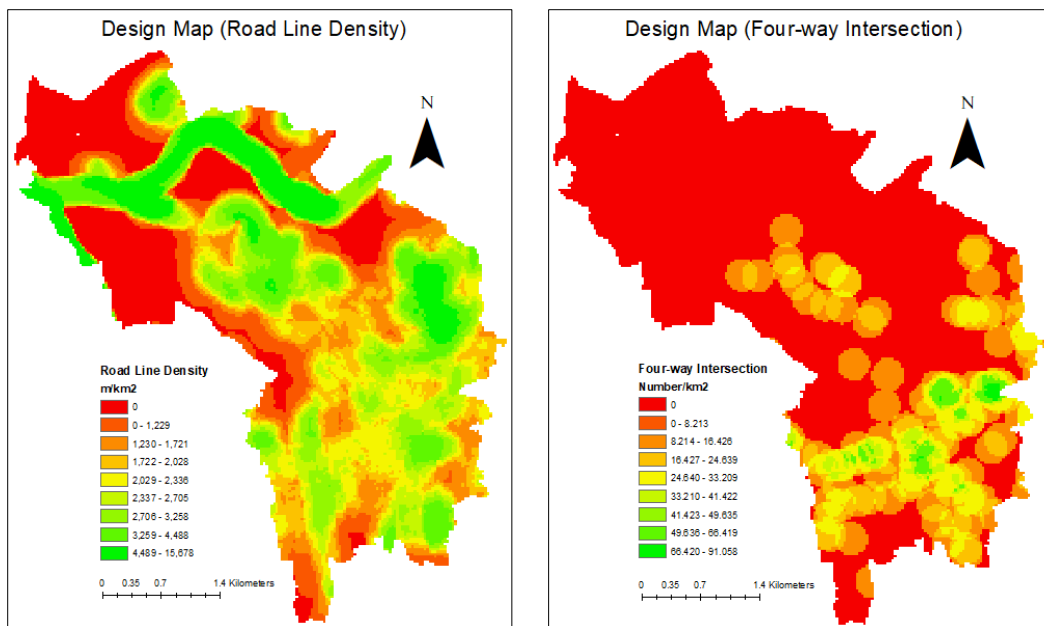 Design Map (Road Line Density)
N
Road Line Density
m/km2
0
0 - 1,229
1,230 - 1,721
1,722 - 2,028
2,029 - 2,336
2,337 - 2,705
2,706 - 3,258
3,259 - 4,488
4,489 - 15,678
0 0.35 0.7 1.4 Kilometers
Design Map (Four-way Intersection)
N
Four-way Intersection
Number/km2
0
0 - 8.213
8.214 - 16.426
16.427 - 24.639
24.640 - 33.209
33.210 - 41.422
41.423 - 49.635
49.636 - 66.419
66.420 - 91.058
0 0.35 0.7 1.4 Kilometers